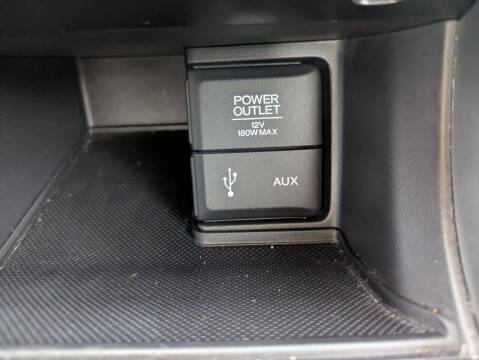 POWER
OUTLET
12V
180W MAX
AUX